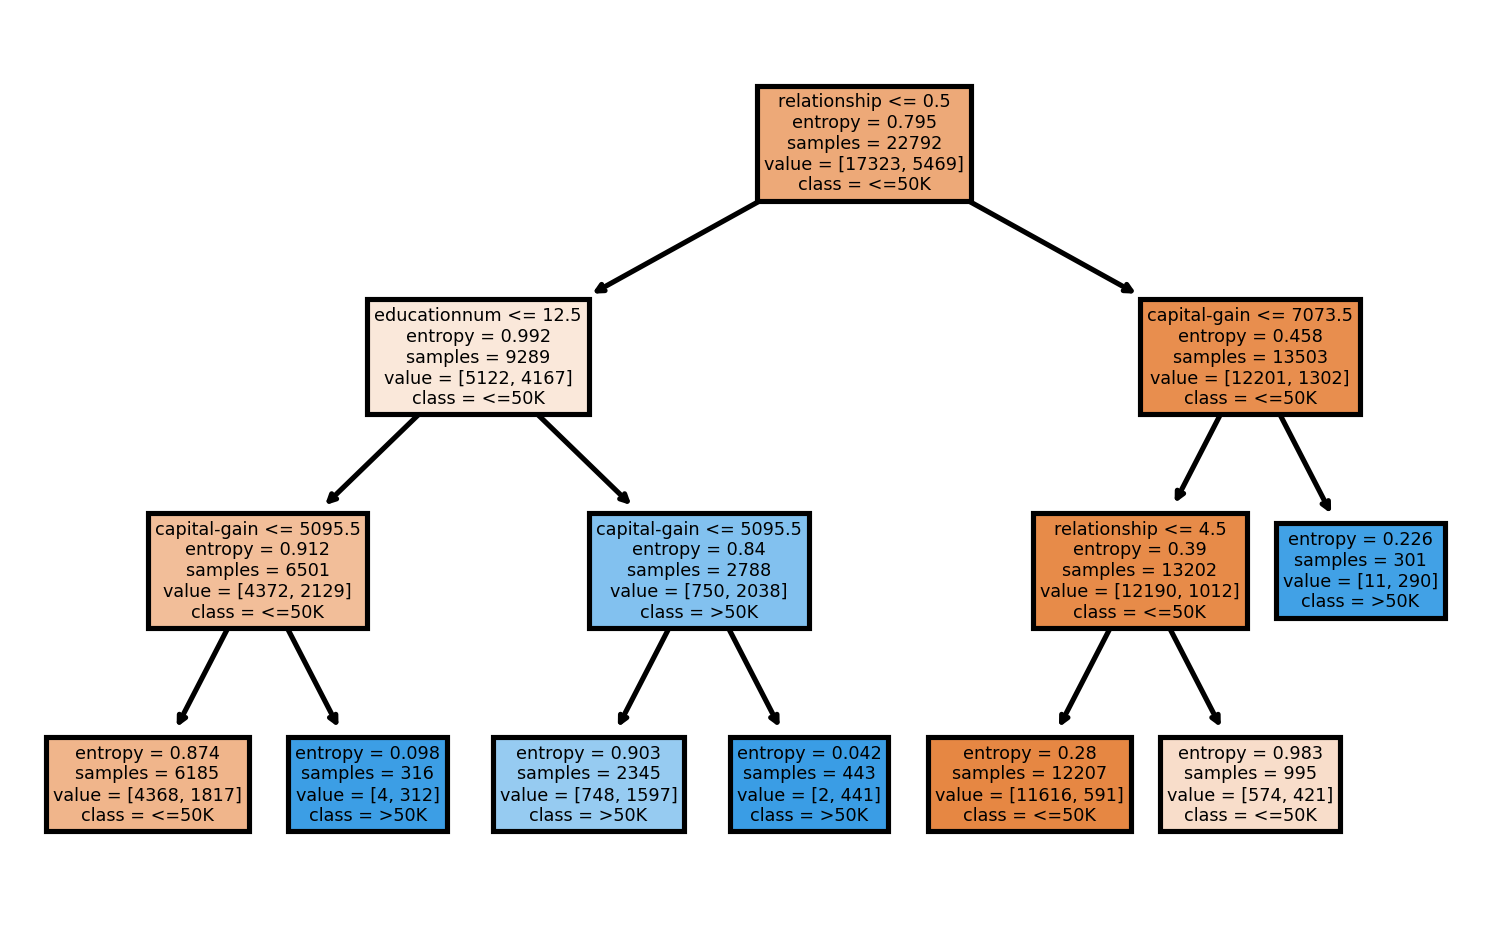 relationship <= 0.5
entropy = 0.795
samples = 22792
value = [17323, 5469]
class = <=50K
educationnum <= 12.5
entropy = 0.992
samples = 9289
value = [5122, 4167]
class = <=50K
capital-gain <= 7073.5
entropy = 0.458
samples = 13503
value = [12201, 1302]
class = <=50K
capital-gain <= 5095.5
entropy = 0.912
samples = 6501
value = [4372, 2129]
class = <=50K
capital-gain <= 5095.5
entropy = 0.84
samples = 2788
value = [750, 2038]
class = >50K
relationship <= 4.5
entropy = 0.39
samples = 13202
value = [12190, 1012]
class = <=50K
entropy = 0.226
samples = 301
value = [11, 290]
class = >50K
entropy = 0.874
samples = 6185
value = [4368, 1817]
class = <=50K
entropy = 0.098
samples = 316
value = [4, 312]
class = >50K
entropy = 0.903
samples = 2345
value = [748, 1597]
class = >50K
entropy = 0.042
samples = 443
value = [2, 441]
class = >50K
entropy = 0.28
samples = 12207
value = [11616, 591]
class = <=50K
entropy = 0.983
samples = 995
value = [574, 421]
class = <=50K